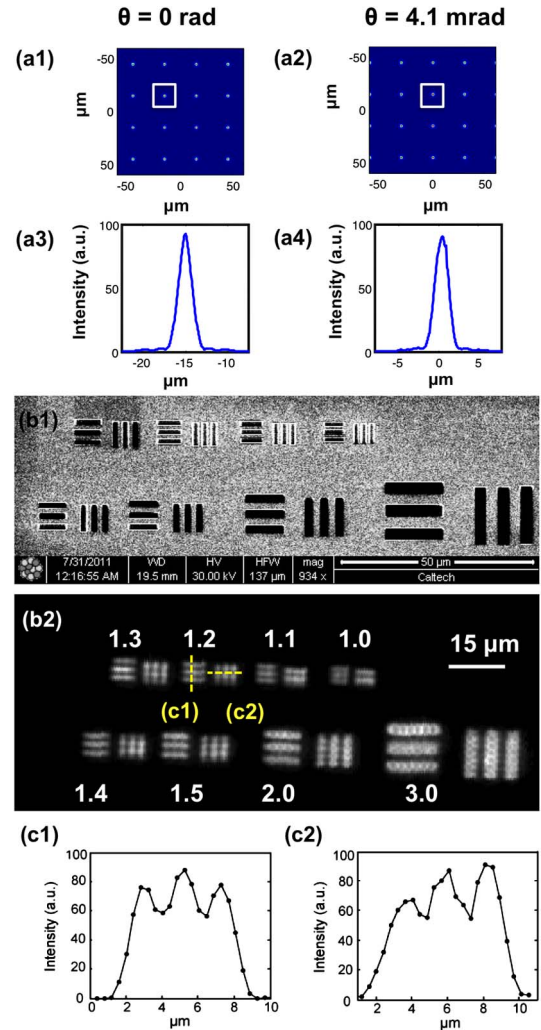 θ = 0 rad θ = 4.1 mrad
(a1) (a2)
-50 -50
µm µm
0 0
50 50
-50 0 50 -50 0 50
µm µm
(a3) (a4)
100 100
Intensity (a.u.) Intensity (a.u.)
50 50
0 0
-20 -15 -10 -5 0 5
µm µm
(b1)
7/31/2011 WD HV HFW mag 50 µm
12:16:55 AM 19.5 mm 30.00 kV 137 µm 934 x Caltech
(b2)
1.3 1.2 1.1 1.0 15 µm
(c1) (c2)
1.4 1.5 2.0 3.0
(c1) (c2)
100 100
80 80
60 60
Intensity (a.u.) Intensity (a.u.)
40 40
20 20
0 0
0 2 4 6 8 10 2 4 6 8 10
µm µm